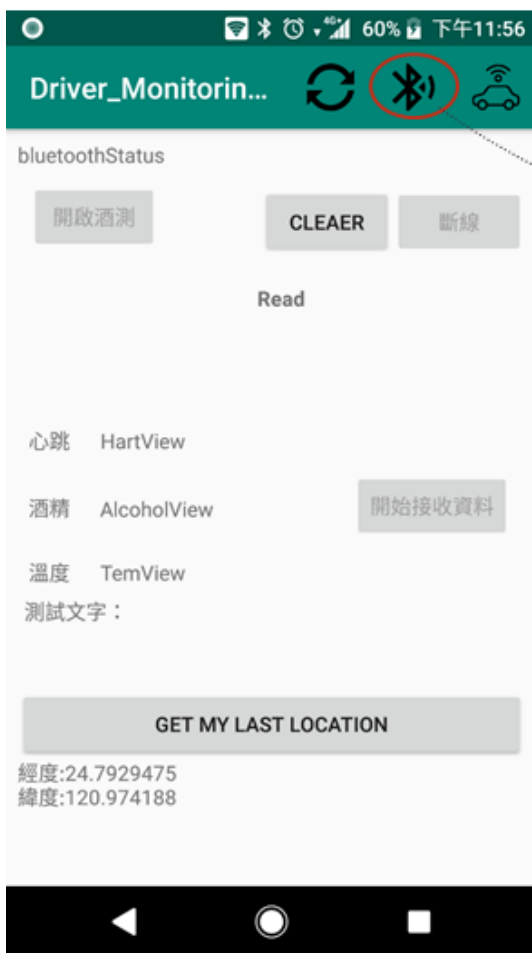 4G 60% 下午11:56
Driver_Monitorin...
bluetoothStatus
開啟酒測 CLEAER 斷線
Read
心跳 HartView
酒精 AlcoholView 開始接收資料
溫度 TemView
測試文字：
GET MY LAST LOCATION
經度:24.7929475
緯度:120.974188